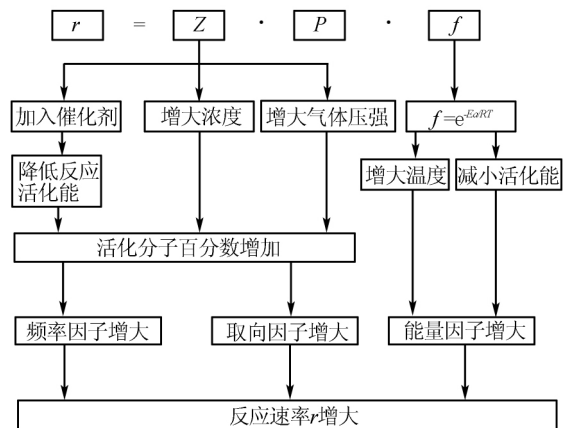 r = Z · P · f
加入催化剂 增大浓度 增大气体压强 f=e-Ea/RT
降低反应
活化能
增大温度 减小活化能
活化分子百分数增加
频率因子增大 取向因子增大 能量因子增大
反应速率r增大